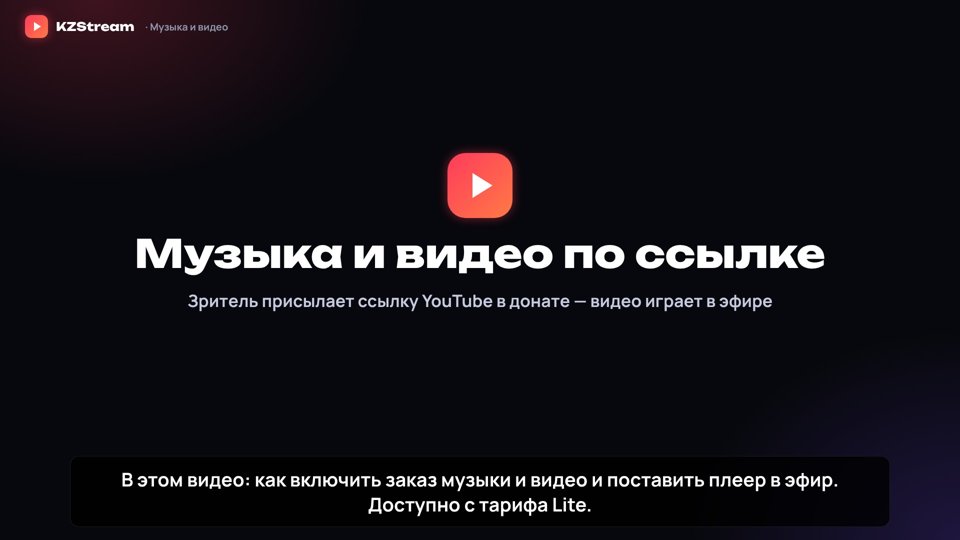 KZStream · Музыка и видео
Музыка и видео по ссылке
Зритель присылает ссылку YouTube в донате — видео играет в эфире
В этом видео: как включить заказ музыки и видео и поставить плеер в эфир.
Доступно с тарифа Lite.